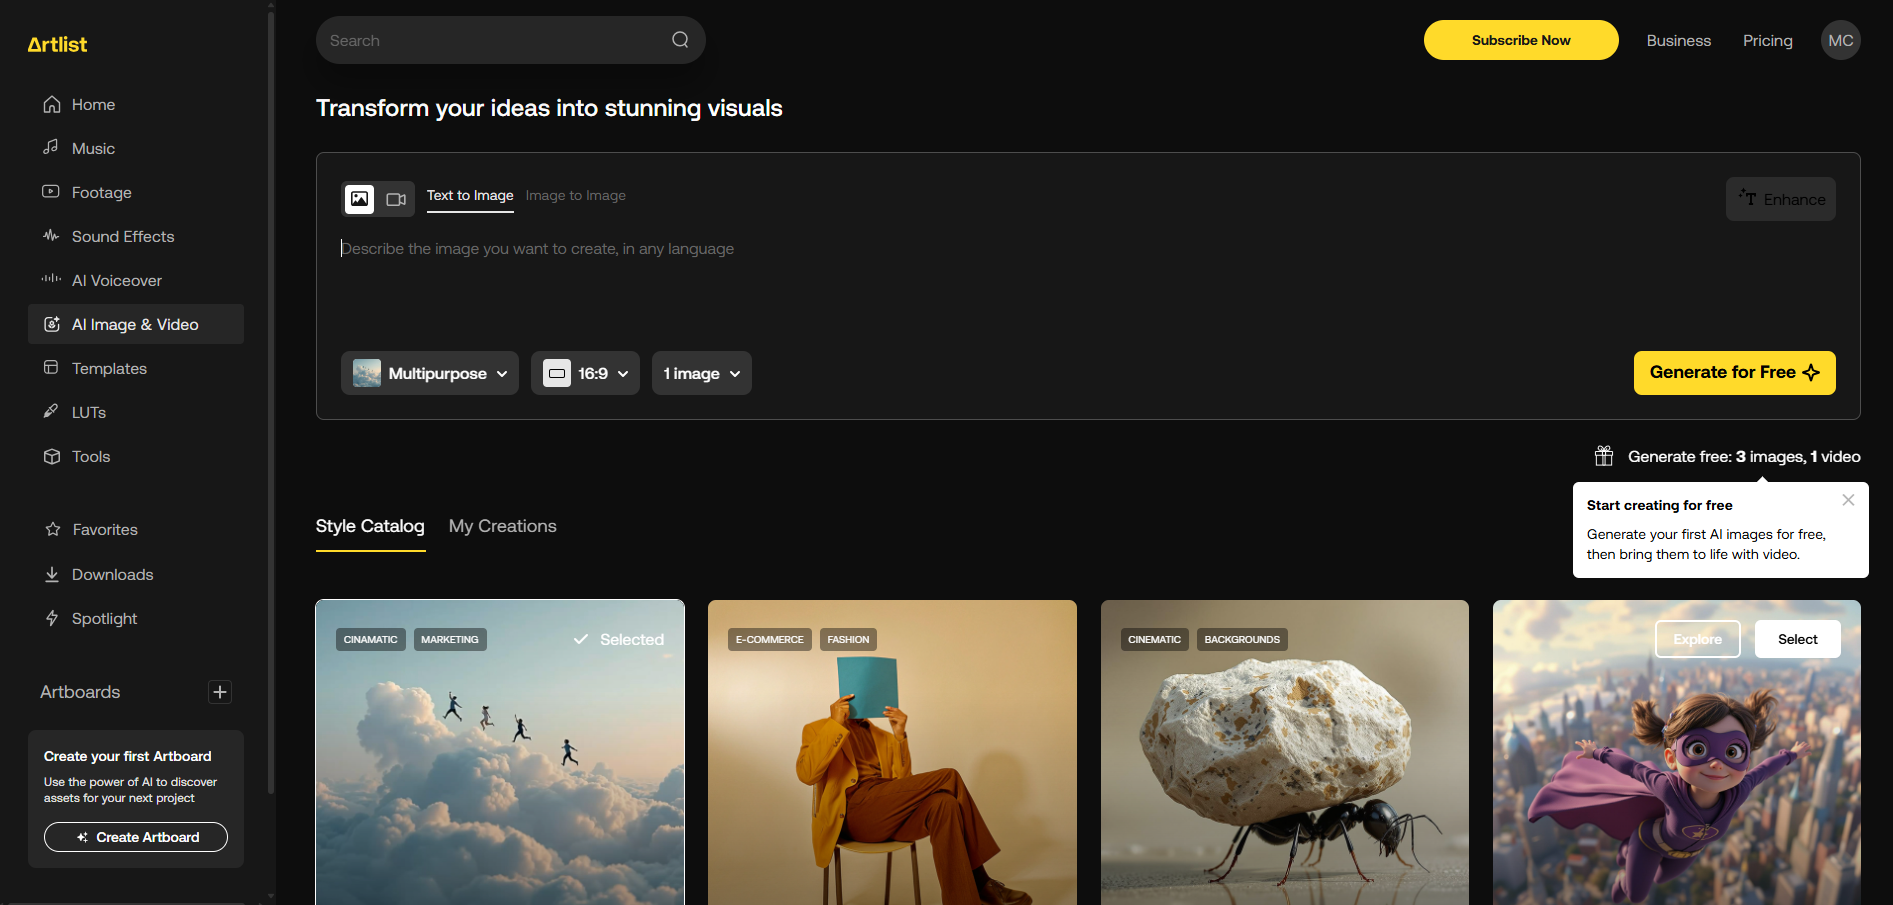 Artlist
Home
Music
Footage
Sound Effects
AI Voiceover
AI Image & Video
Templates
LUTs
Tools
Favorites
Downloads
Spotlight
Artboards
Create your first Artboard
Use the power of AI to discover
assets for your next project
Create Artboard
Search
Subscribe Now
Business
Pricing
MC
Transform your ideas into stunning visuals
Text to Image
Image to Image
Enhance
Describe the image you want to create, in any language
Multipurpose
16:9
1 image
Generate for Free
Generate free: 3 images, 1 video
Start creating for free
Generate your first AI images for free,
then bring them to life with video.
Style Catalog
My Creations
CINAMATIC
MARKETING
Selected
E-COMMERCE
FASHION
CINEMATIC
BACKGROUNDS
Explore
Select